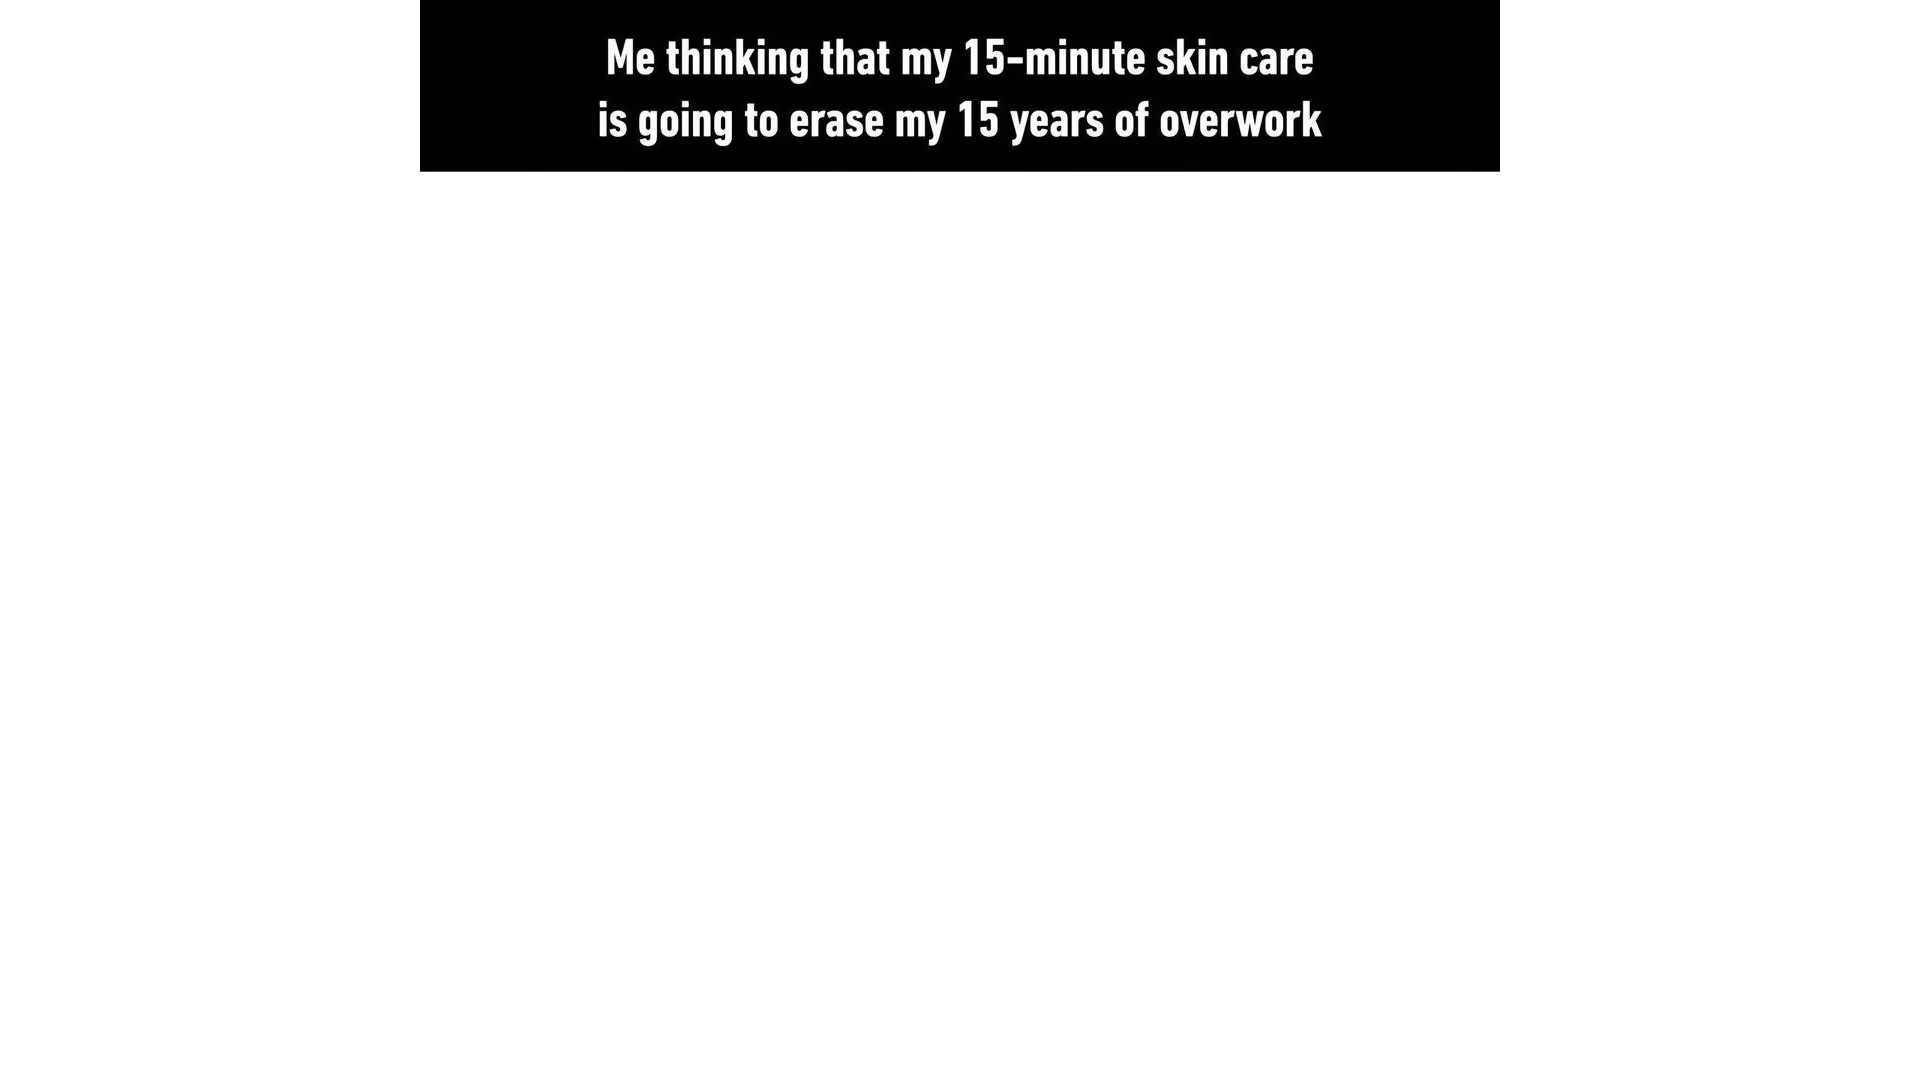 Me thinking that my 15-minute skin care
is going to erase my 15 years of overwork